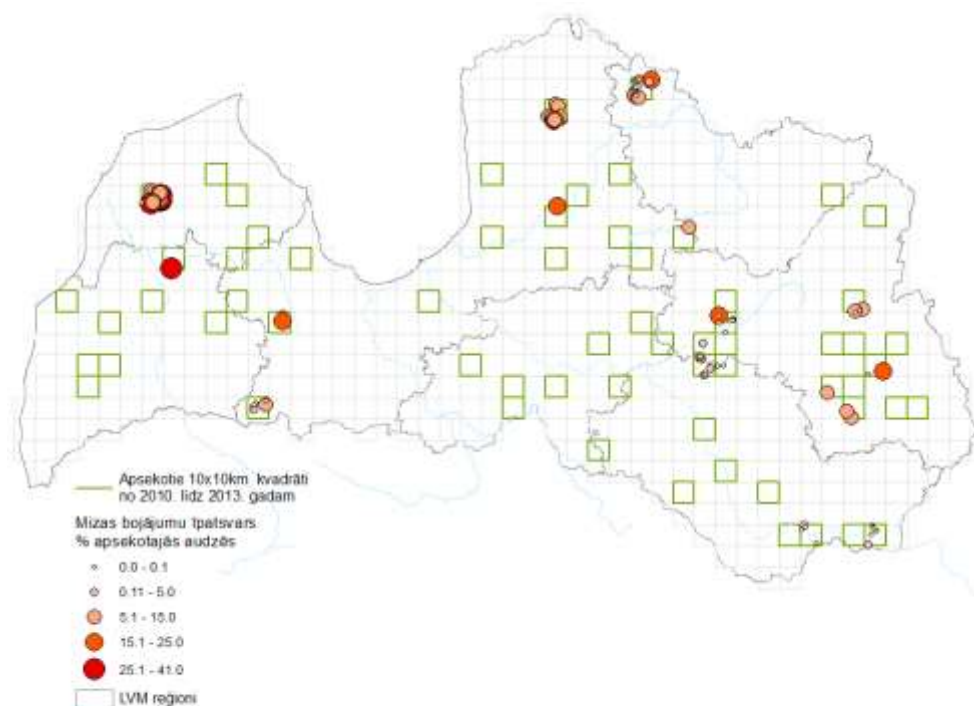 Apsekotie 10x10km kvadrāti
no 2010. līdz 2013. gadam
Mizas bojājumu īpatsvars
% apsekotajās audzēs
0.0 - 0.1
0.11 - 5.0
5.1 - 15.0
15.1 - 25.0
25.1 - 41.0
LVM reģioni